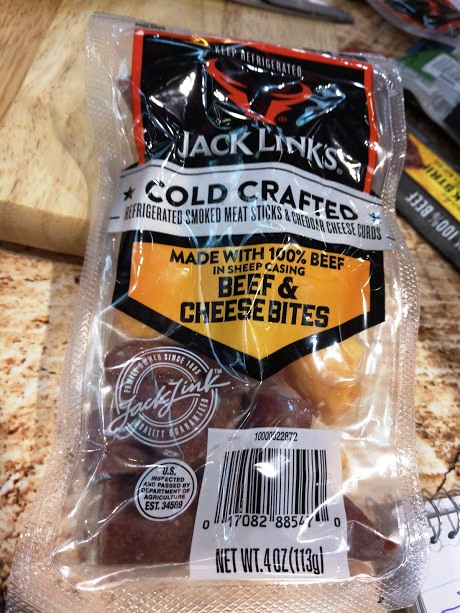 KEEP REFRIGERATED
JACK LINK'S
COLD CRAFTED
REFRIGERATED SMOKED MEAT STICKS & CHEDDAR CHEESE CURDS
MADE WITH 100% BEEF
IN SHEEP CASING
BEEF &
CHEESE BITES
FAMILY OWNED SINCE 1885
Jack Link
QUALITY GUARANTEED
U.S.
INSPECTED
AND PASSED BY
DEPARTMENT OF
AGRICULTURE
EST. 34589
10000022872
0 17082 88547 0
NET WT. 4 OZ (113g)
100% BEEF